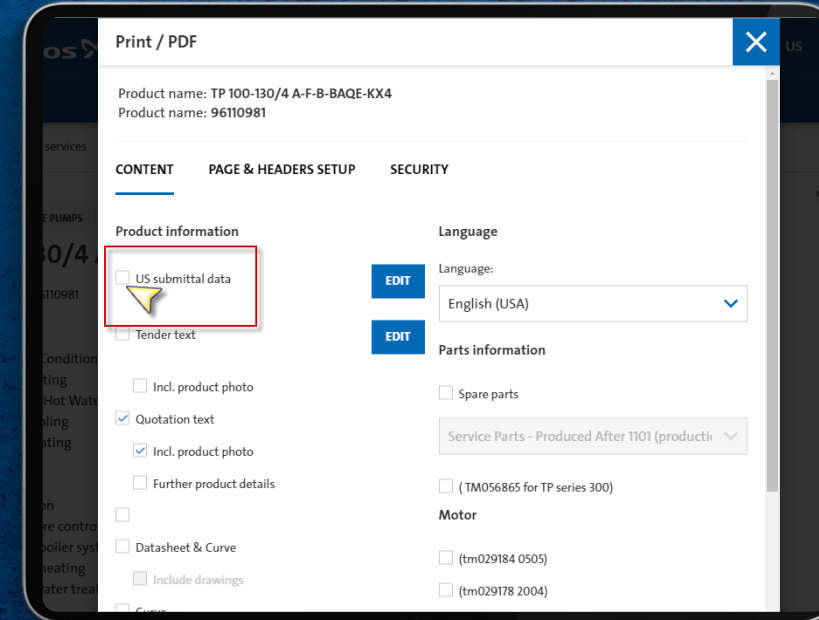 os
Print / PDF
US
Product name: TP 100-130/4 A-F-B-BAQE-KX4
Product name: 96110981
services
CONTENT PAGE & HEADERS SETUP SECURITY
E PUMPS
Product information
Language
30/4
US submittal data
EDIT
Language:
5110981
English (USA)
Tender text
EDIT
Parts information
Condition
ting
Incl. product photo
Spare parts
Hot Wate
Quotation text
oling
Service Parts - Produced After 1101 (producti
ating
Incl. product photo
Further product details
( TM056865 for TP series 300)
on
Motor
re contro
Datasheet & Curve
oiler syst
(tm029184 0505)
heating
Include drawings
ater treat
(tm029178 2004)
Curve